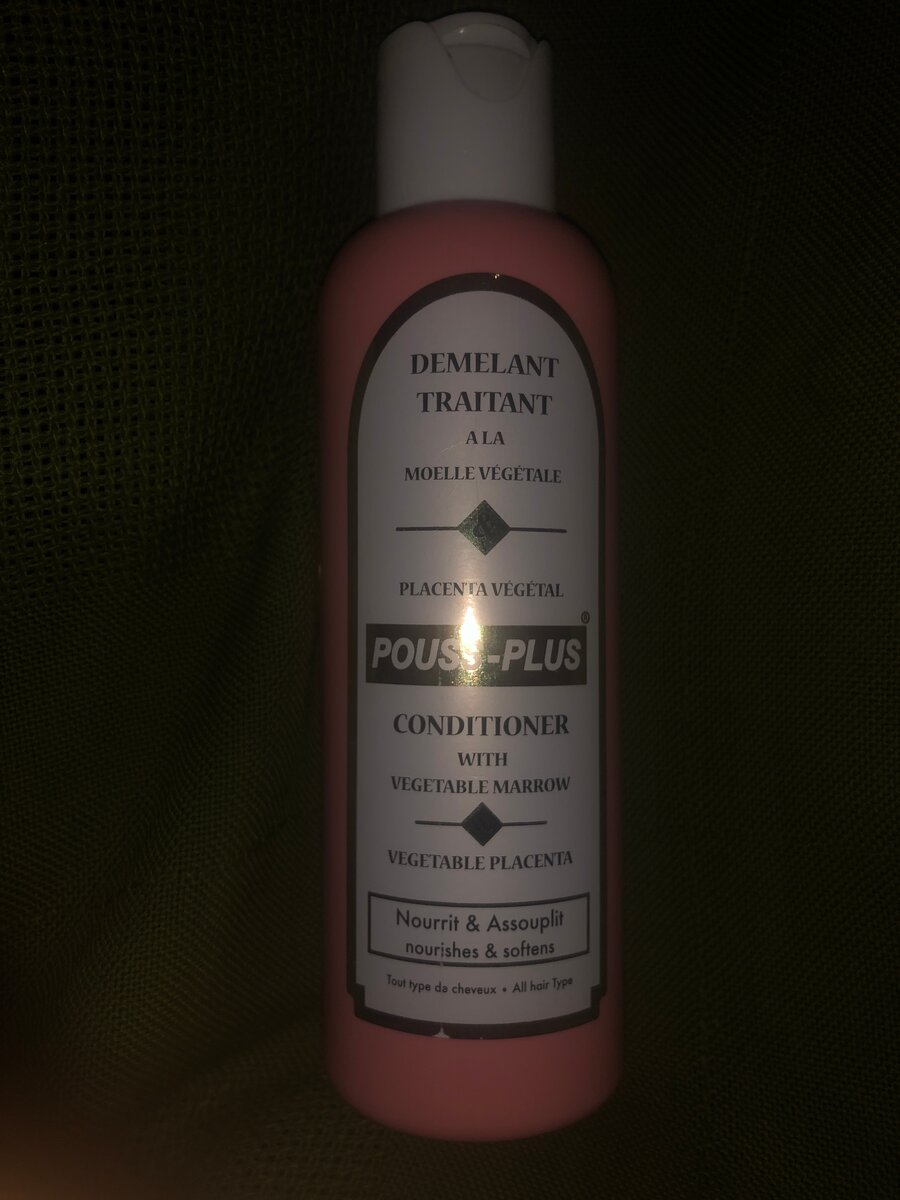 DEMELANT
TRAITANT
A LA
MOELLE VÉGÉTALE
&
PLACENTA VÉGÉTAL
POUSS-PLUS®
CONDITIONER
WITH
VEGETABLE MARROW
VEGETABLE PLACENTA
Nourrit & Assouplit
nourishes & softens
Tout type de cheveux • All hair Type